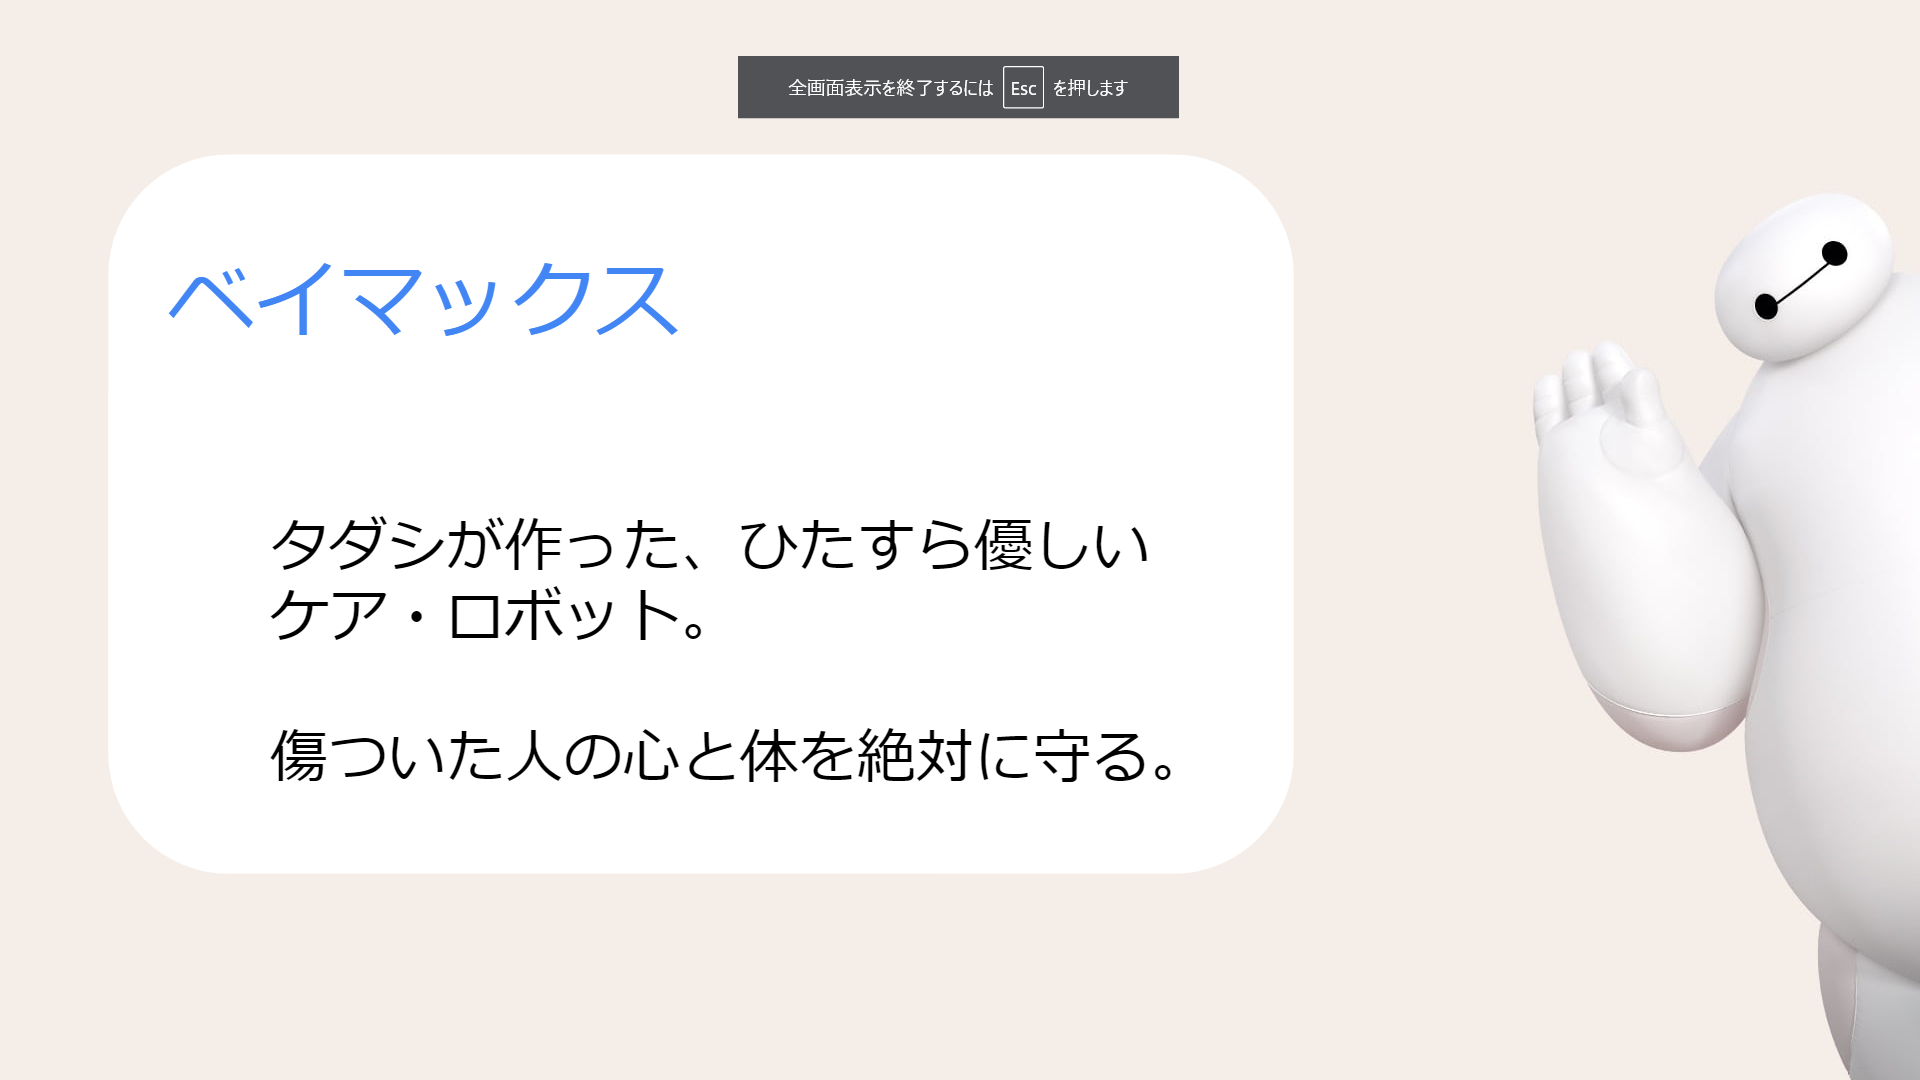 全画面表示を終了するには Esc を押します
ベイマックス
タダシが作った、ひたすら優しい
ケア・ロボット。
傷ついた人の心と体を絶対に守る。